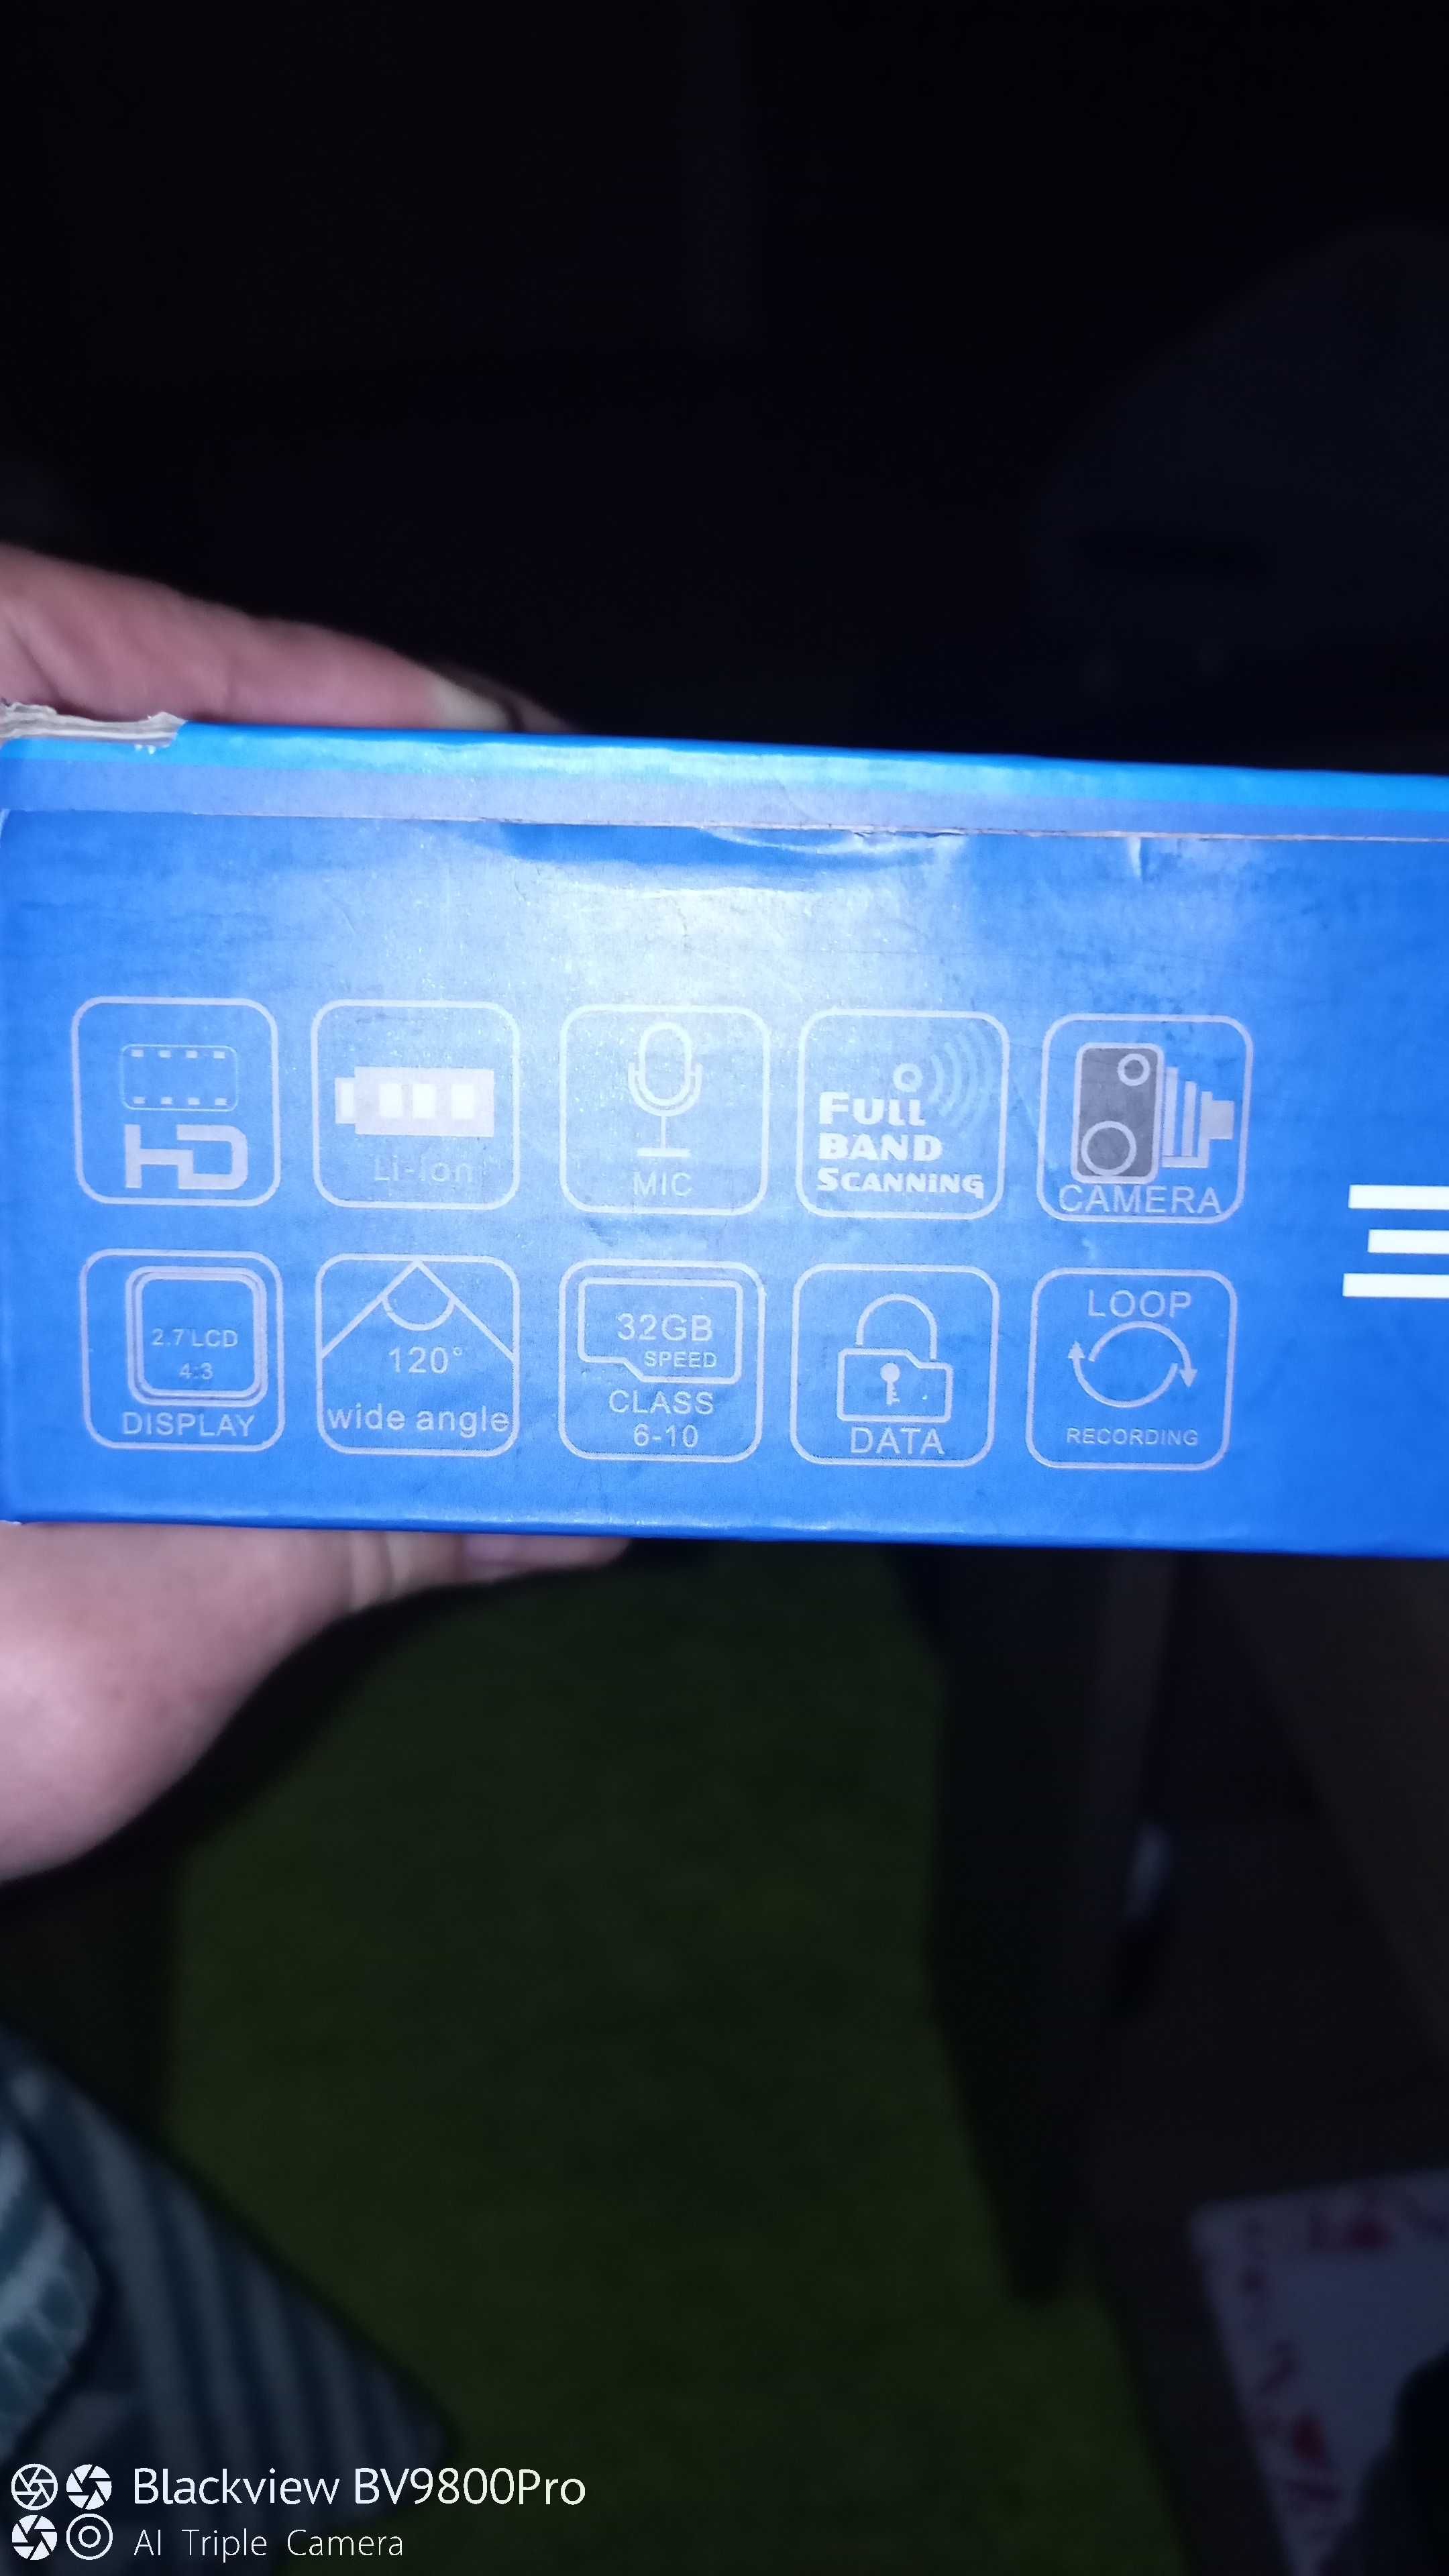 HD
Li-ion
MIC
FULL
BAND
SCANNING
CAMERA
2.7'LCD
4:3
DISPLAY
120°
wide angle
32GB
SPEED
CLASS
6-10
DATA
LOOP
RECORDING
Blackview BV9800Pro
AI Triple Camera